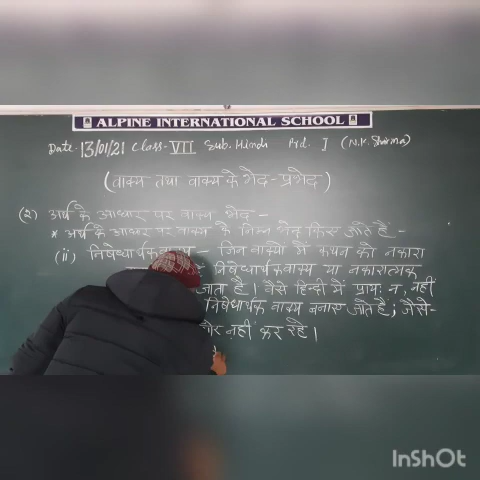 ALPINE INTERNATIONAL SCHOOL
Date-13/01/21 Class-VII Sub. Hindi Prd. I (N.K. Sharma)
(वाक्य तथा वाक्य के भेद-प्रभेद)
(२) अर्थ के आधार पर वाक्य भेद-
* अर्थ के आधार पर वाक्य के निम्न भेद किए जाते हैं-
(ii) निषेधार्थक वाक्य - जिन वाक्यों में कथन को नकारा
निषेधार्थक वाक्य या नकारात्मक
जाता है। वैसे हिन्दी में प्रायः न, नहीं
निषेधार्थक वाक्य बनाए जाते हैं; जैसे-
नहीं कर रहे।
InShOt